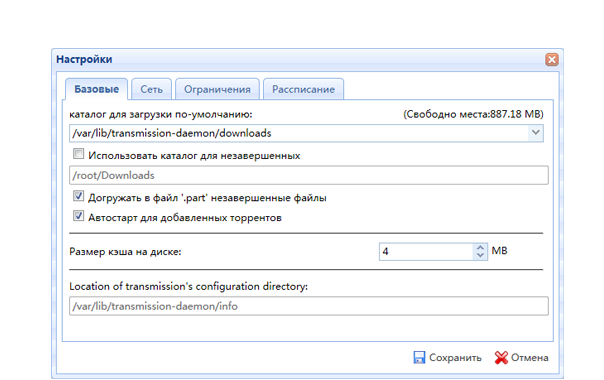 Настройки
Базовые Сеть Ограничения Рассписание
каталог для загрузки по-умолчанию: (Свободно места:887.18 MB)
/var/lib/transmission-daemon/downloads
Использовать каталог для незавершенных
/root/Downloads
Догружать в файл '.part' незавершенные файлы
Автостарт для добавленных торрентов
Размер кэша на диске: 4 MB
Location of transmission's configuration directory:
/var/lib/transmission-daemon/info
Сохранить Отмена